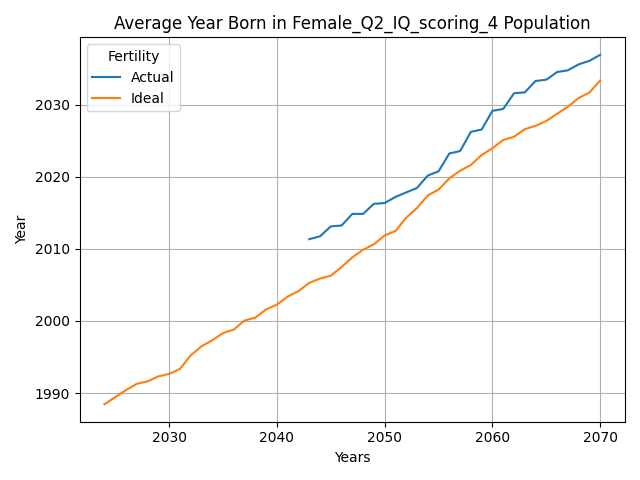 Average Year Born in Female_Q2_IQ_scoring_4 Population
Fertility
Actual
Ideal
Year
2030
2020
2010
2000
1990
2030 2040 2050 2060 2070
Years